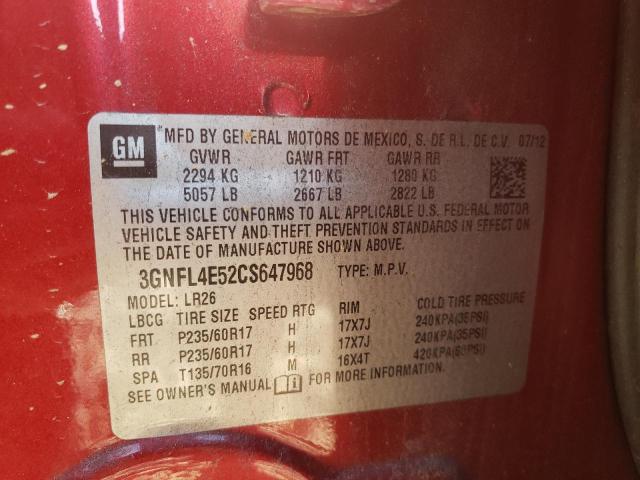 GM MFD BY GENERAL MOTORS DE MEXICO, S. DE R.L. DE C.V. 07/12
GVWR GAWR FRT GAWR RR
2294 KG 1210 KG 1280 KG
5057 LB 2667 LB 2822 LB
THIS VEHICLE CONFORMS TO ALL APPLICABLE U.S. FEDERAL MOTOR
VEHICLE SAFETY AND THEFT PREVENTION STANDARDS IN EFFECT ON
THE DATE OF MANUFACTURE SHOWN ABOVE.
3GNFL4E52CS647968 TYPE: M.P.V.
MODEL: LR26
LBCG TIRE SIZE SPEED RTG RIM COLD TIRE PRESSURE
FRT P235/60R17 H 17X7J 240KPA(35PSI)
RR P235/60R17 H 17X7J 240KPA(35PSI)
SPA T135/70R16 M 16X4T 420KPA(60PSI)
SEE OWNER'S MANUAL FOR MORE INFORMATION.